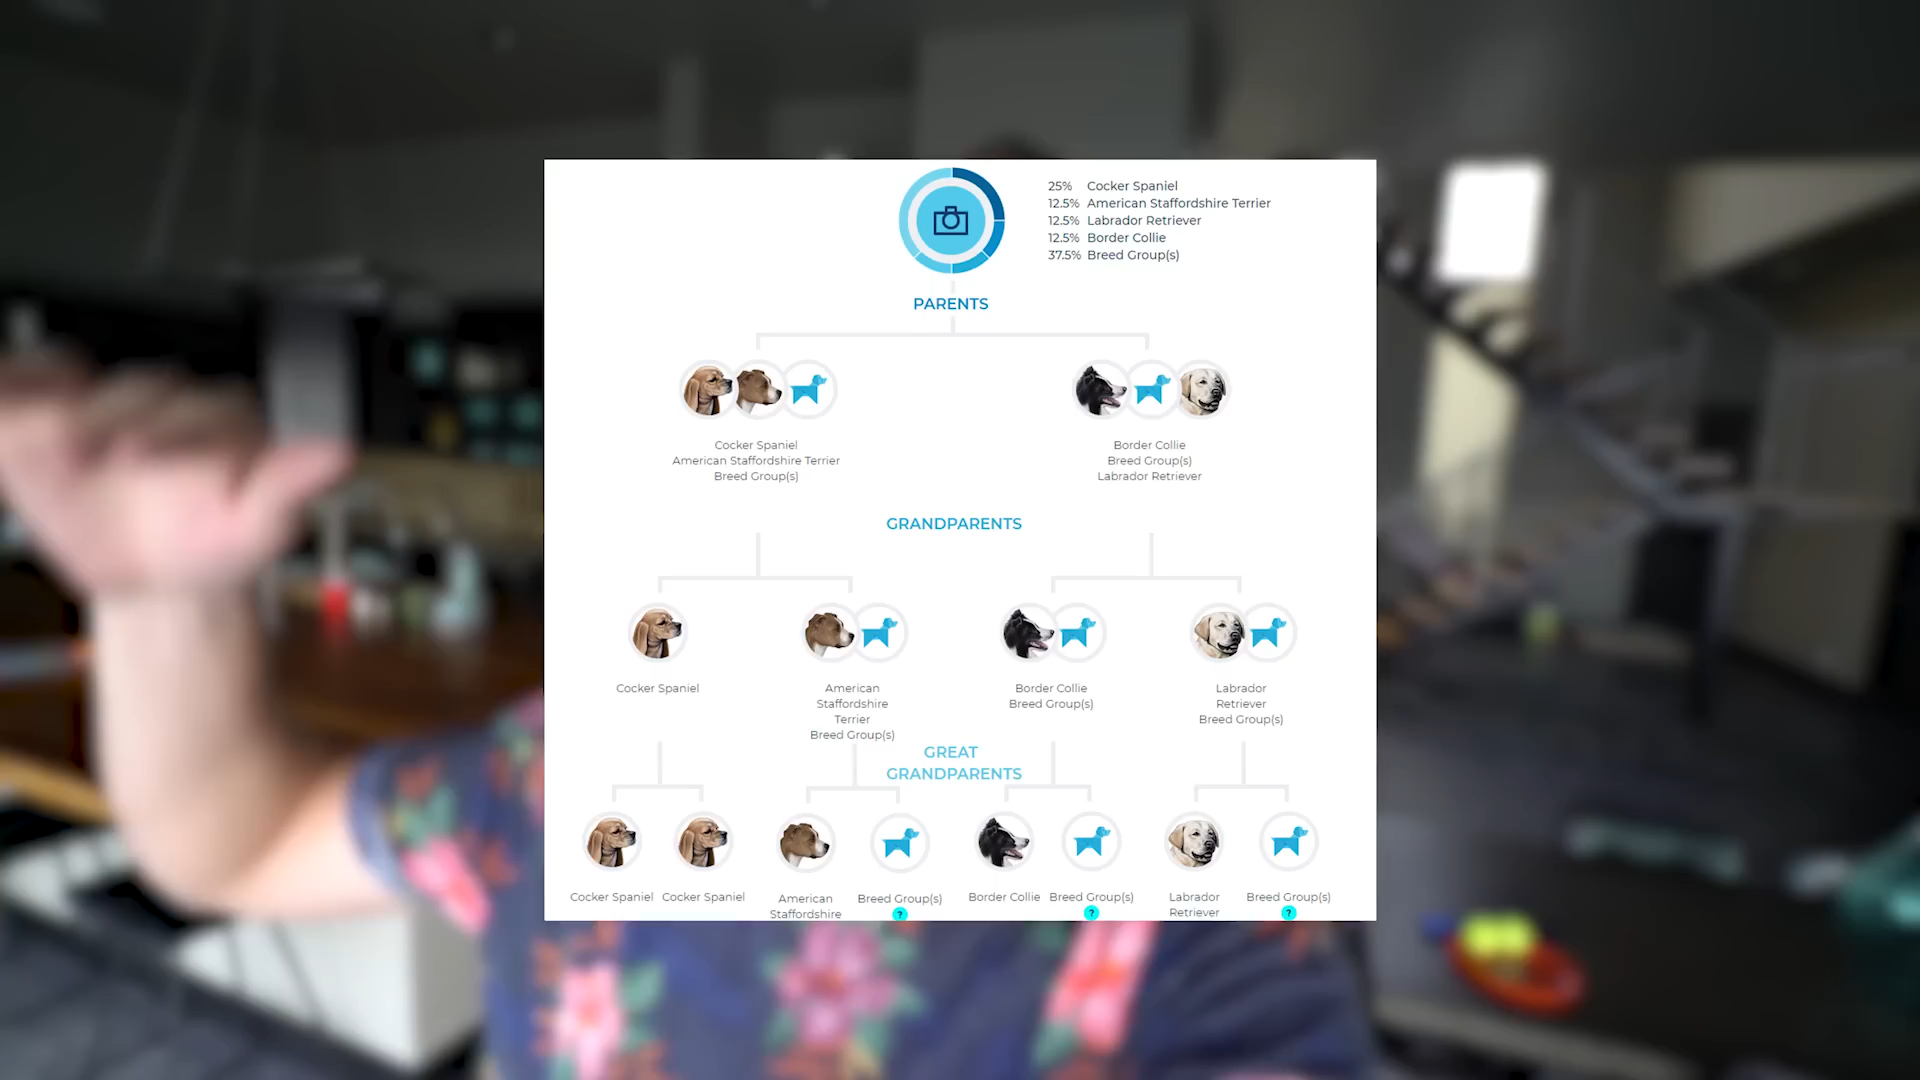 25% Cocker Spaniel
12.5% American Staffordshire Terrier
12.5% Labrador Retriever
12.5% Border Collie
37.5% Breed Group(s)
PARENTS
Cocker Spaniel
American Staffordshire Terrier
Breed Group(s)
Border Collie
Breed Group(s)
Labrador Retriever
GRANDPARENTS
Cocker Spaniel
American
Staffordshire
Terrier
Breed Group(s)
Border Collie
Breed Group(s)
Labrador
Retriever
Breed Group(s)
GREAT
GRANDPARENTS
Cocker Spaniel
Cocker Spaniel
American
Staffordshire
Breed Group(s)
?
Border Collie
Breed Group(s)
?
Labrador
Retriever
Breed Group(s)
?